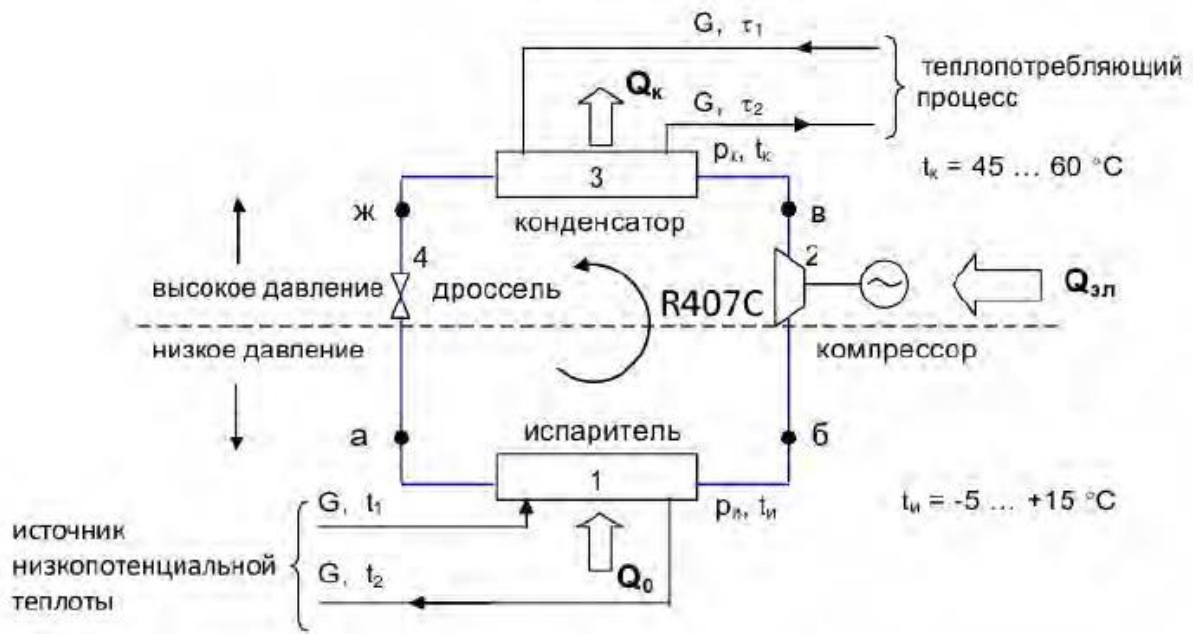 G, τ₁
теплопотребляющий
процесс
Qк
G, τ₂
pк, tк
tк = 45 ... 60 °C
3
ж
конденсатор
в
4
2
высокое давление
дроссель
R407C
Qэл
низкое давление
компрессор
а
испаритель
б
1
G, t₁
pи, tи
tи = -5 ... +15 °C
источник
низкопотенциальной
теплоты
G, t₂
Q₀